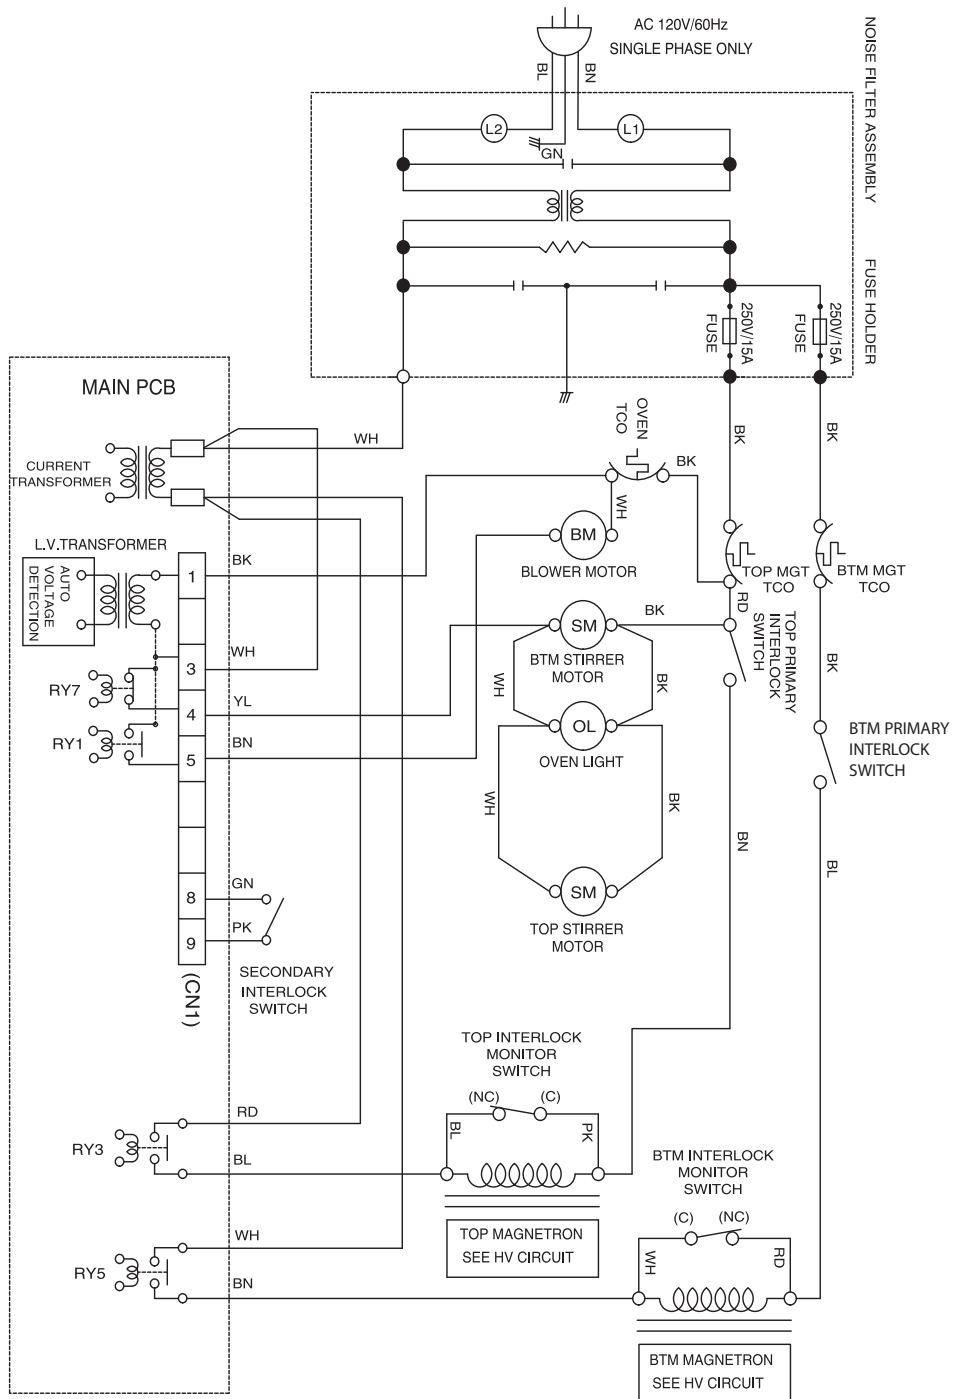 AC 120V/60Hz
SINGLE PHASE ONLY
BL
BN
NOISE FILTER ASSEMBLY
L2
L1
GN
FUSE HOLDER
250V/15A
FUSE
250V/15A
FUSE
MAIN PCB
WH
OVEN
TCO
BK
BK
BK
CURRENT
TRANSFORMER
WH
BM
BLOWER MOTOR
L.V.TRANSFORMER
AUTO
VOLTAGE
DETECTION
1
BK
TOP MGT
TCO
BTM MGT
TCO
RD
TOP PRIMARY
INTERLOCK
SWITCH
BK
SM
BTM STIRRER
MOTOR
WH
3
RY7
YL
4
WH
BK
BK
RY1
BN
5
OL
OVEN LIGHT
BTM PRIMARY
INTERLOCK
SWITCH
WH
BK
BN
BL
GN
8
PK
9
SM
TOP STIRRER
MOTOR
(CN1)
SECONDARY
INTERLOCK
SWITCH
TOP INTERLOCK
MONITOR
SWITCH
(NC)
(C)
RD
BL
PK
RY3
BL
BTM INTERLOCK
MONITOR
SWITCH
TOP MAGNETRON
SEE HV CIRCUIT
(C)
(NC)
WH
WH
RD
RY5
BN
BTM MAGNETRON
SEE HV CIRCUIT